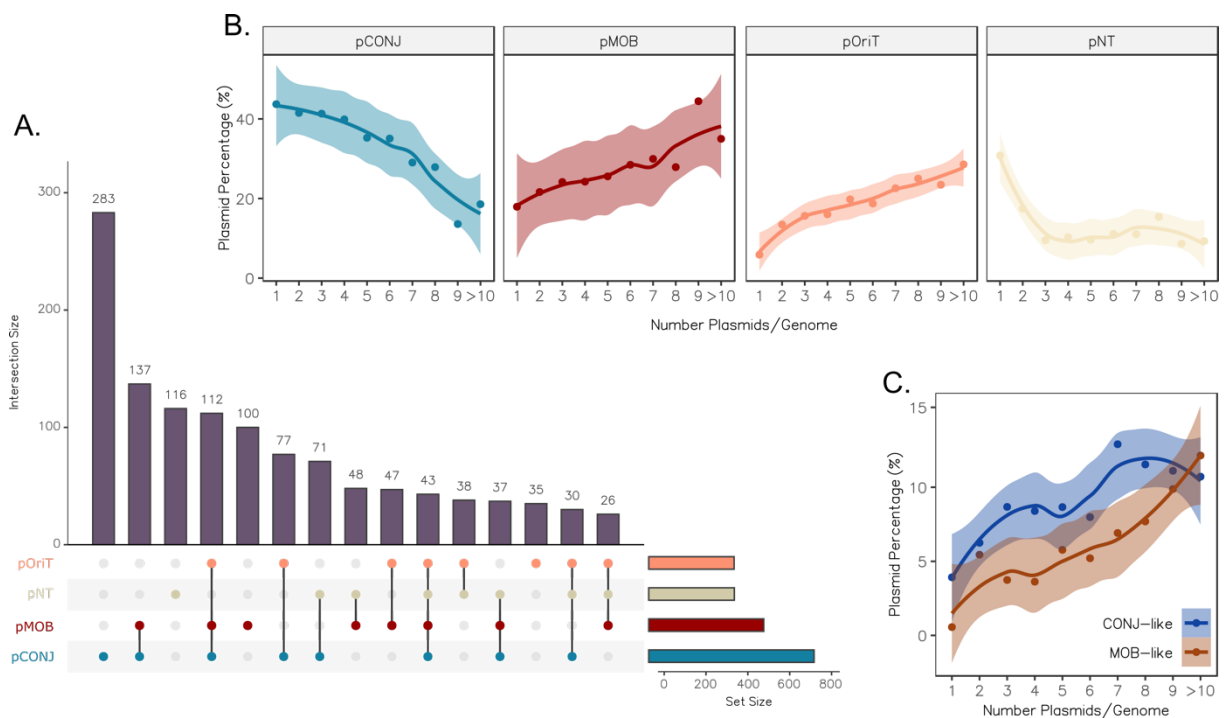 B.
pCONJ
pMOB
pOriT
pNT
Plasmid Percentage (%)
40
20
0
1 2 3 4 5 6 7 8 9 >10
1 2 3 4 5 6 7 8 9 >10
1 2 3 4 5 6 7 8 9 >10
1 2 3 4 5 6 7 8 9 >10
Number Plasmids/Genome
A.
Intersection Size
300
200
100
0
283
137
116
112
100
77
71
48
47
43
38
37
35
30
26
pOriT
pNT
pMOB
pCONJ
0 200 400 600 800
Set Size
C.
Plasmid Percentage (%)
15
10
5
0
CONJ-like
MOB-like
1 2 3 4 5 6 7 8 9 >10
Number Plasmids/Genome